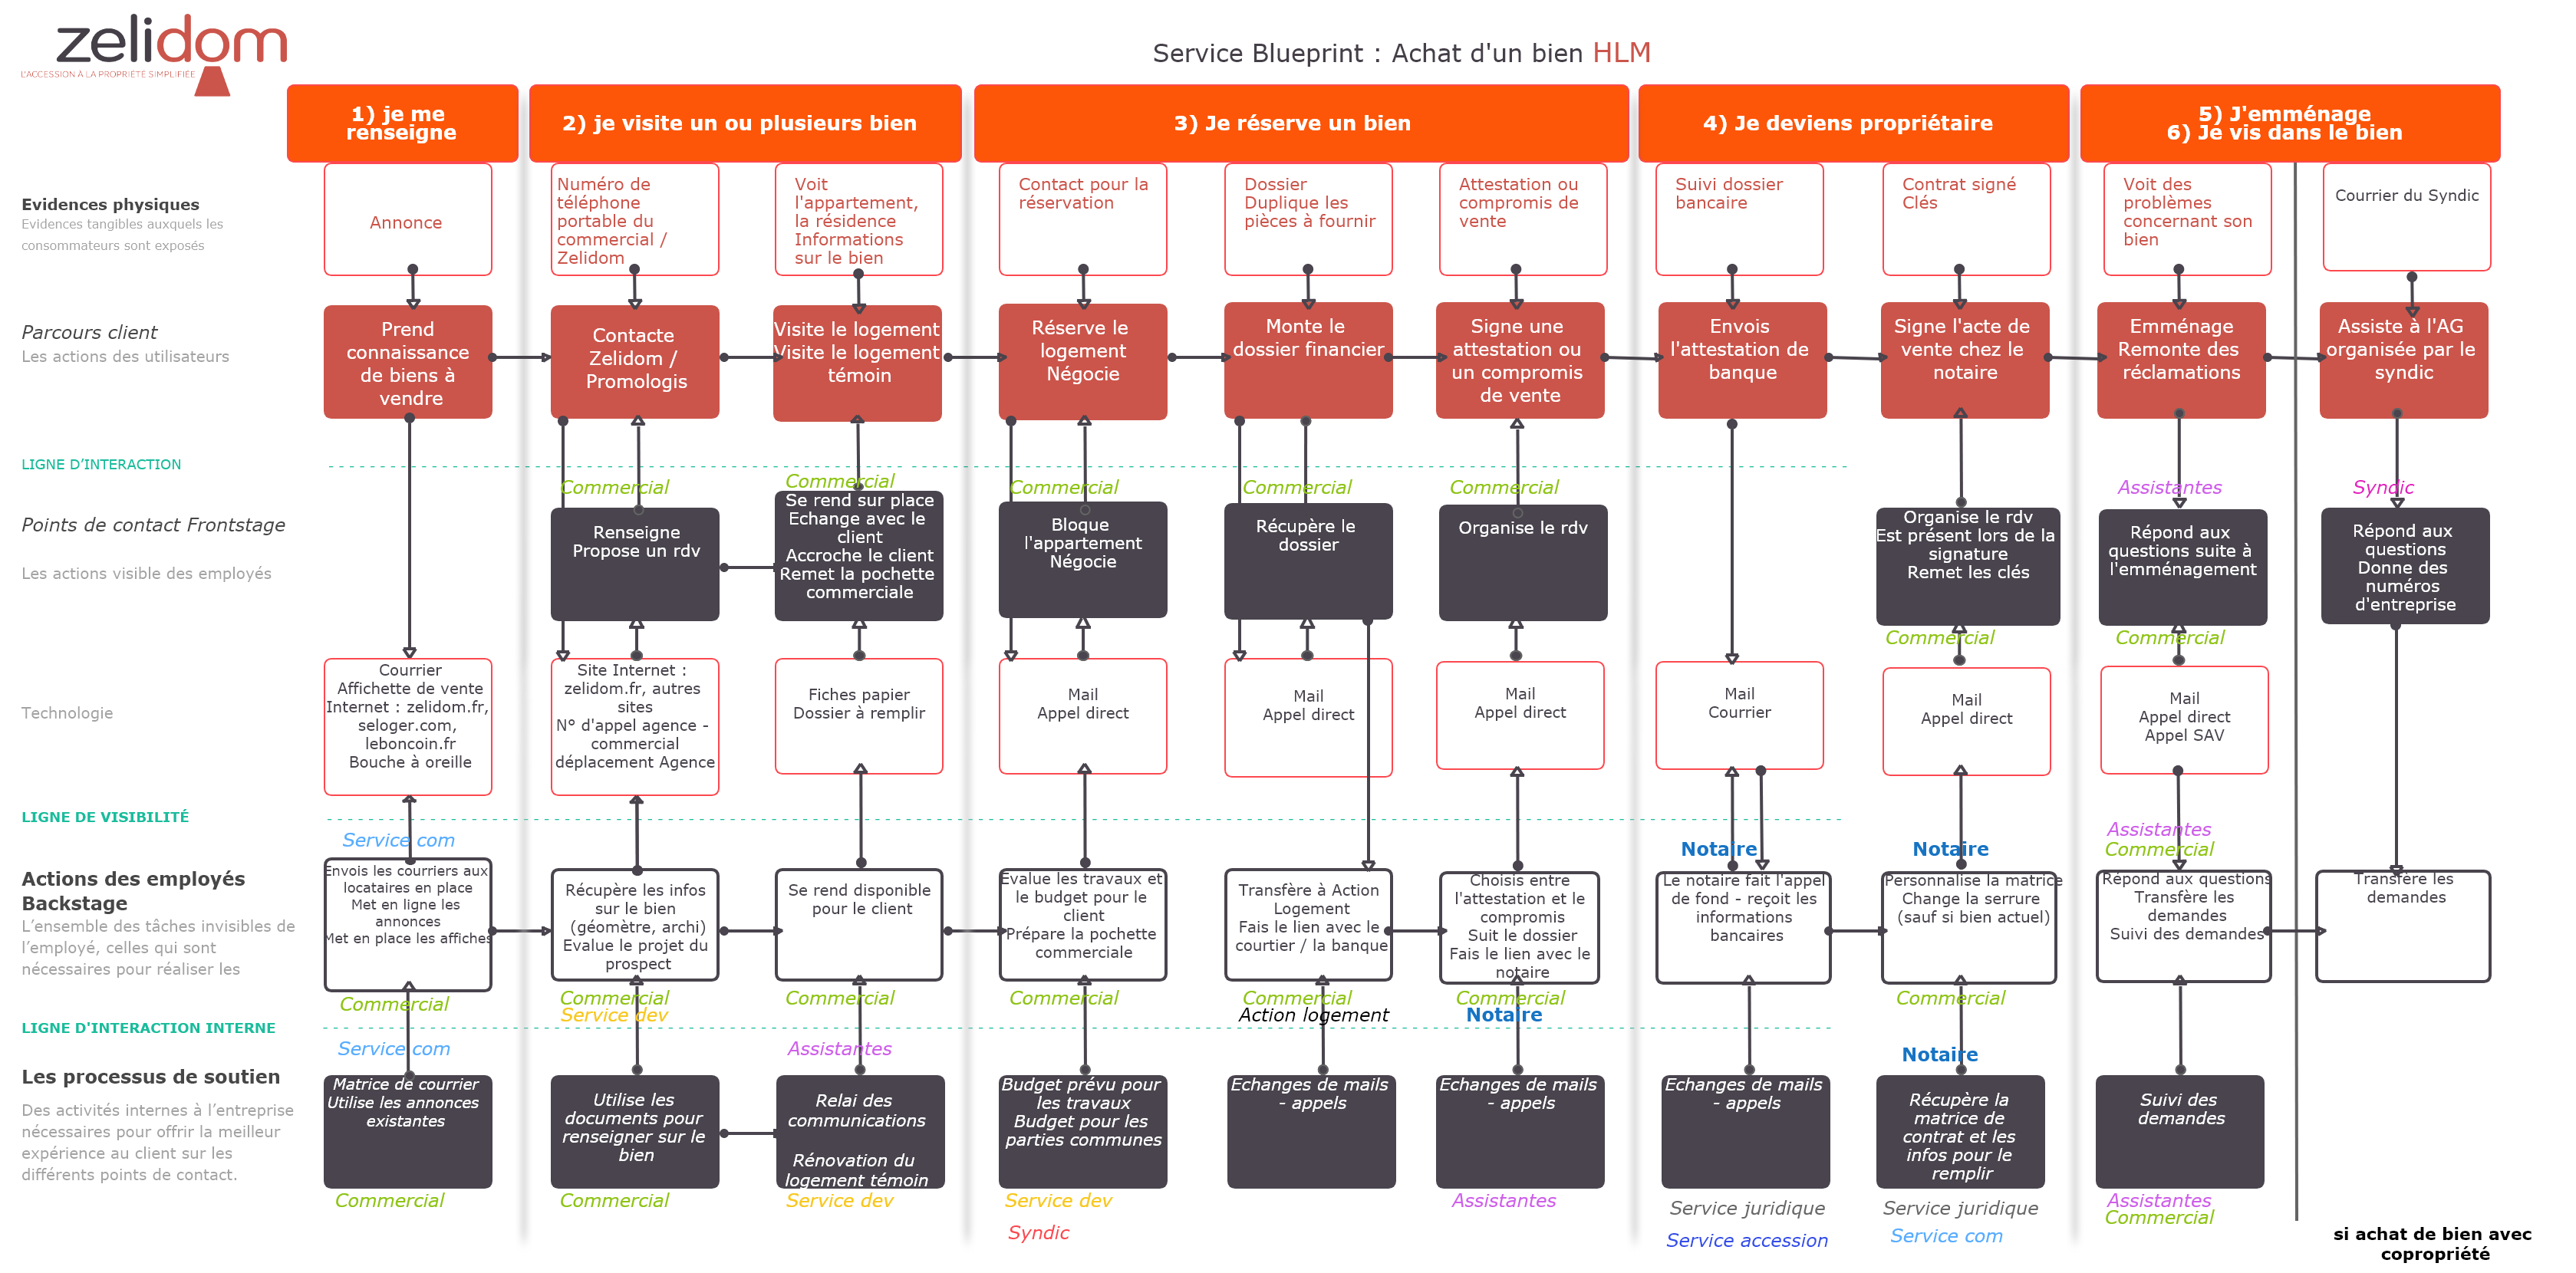 zelidom
L'ACCESSION À LA PROPRIÉTÉ SIMPLIFIÉE
Service Blueprint : Achat d'un bien HLM
1) je me
renseigne
2) je visite un ou plusieurs bien
3) Je réserve un bien
4) Je deviens propriétaire
5) J'emménage
6) Je vis dans le bien
Evidences physiques
Evidences tangibles auxquels les
consommateurs sont exposés
Annonce
Numéro de
téléphone
portable du
commercial /
Zelidom
Voit
l'appartement,
la résidence
Informations
sur le bien
Contact pour la
réservation
Dossier
Duplique les
pièces à fournir
Attestation ou
compromis de
vente
Suivi dossier
bancaire
Contrat signé
Clés
Voit des
problèmes
concernant son
bien
Courrier du Syndic
Parcours client
Les actions des utilisateurs
Prend
connaissance
de biens à
vendre
Contacte
Zelidom /
Promologis
Visite le logement
Visite le logement
témoin
Réserve le
logement
Négocie
Monte le
dossier financier
Signe une
attestation ou
un compromis
de vente
Envois
l'attestation de
banque
Signe l'acte de
vente chez le
notaire
Emménage
Remonte des
réclamations
Assiste à l'AG
organisée par le
syndic
LIGNE D’INTERACTION
Points de contact Frontstage
Les actions visible des employés
Commercial
Renseigne
Propose un rdv
Commercial
Se rend sur place
Echange avec le
client
Accroche le client
Remet la pochette
commerciale
Commercial
Bloque
l'appartement
Négocie
Commercial
Récupère le
dossier
Commercial
Organise le rdv
Organise le rdv
Est présent lors de la
signature
Remet les clés
Commercial
Assistantes
Répond aux
questions suite à
l'emménagement
Commercial
Syndic
Répond aux
questions
Donne des
numéros
d'entreprise
Technologie
Courrier
Affichette de vente
Internet : zelidom.fr,
seloger.com,
leboncoin.fr
Bouche à oreille
Site Internet :
zelidom.fr, autres
sites
N° d'appel agence -
commercial
déplacement Agence
Fiches papier
Dossier à remplir
Mail
Appel direct
Mail
Appel direct
Mail
Appel direct
Mail
Courrier
Mail
Appel direct
Mail
Appel direct
Appel SAV
LIGNE DE VISIBILITÉ
Actions des employés
Backstage
L’ensemble des tâches invisibles de
l’employé, celles qui sont
nécessaires pour réaliser les
Service com
Envois les courriers aux
locataires en place
Met en ligne les
annonces
Met en place les affiches
Commercial
Récupère les infos
sur le bien
(géomètre, archi)
Evalue le projet du
prospect
Commercial
Service dev
Se rend disponible
pour le client
Commercial
Evalue les travaux et
le budget pour le
client
Prépare la pochette
commerciale
Commercial
Transfère à Action
Logement
Fais le lien avec le
courtier / la banque
Commercial
Action logement
Choisis entre
l'attestation et le
compromis
Suit le dossier
Fais le lien avec le
notaire
Commercial
Notaire
Notaire
Le notaire fait l'appel
de fond - reçoit les
informations
bancaires
Notaire
Personnalise la matrice
Change la serrure
(sauf si bien actuel)
Commercial
Assistantes
Commercial
Répond aux questions
Transfère les
demandes
Suivi des demandes
Transfère les
demandes
LIGNE D'INTERACTION INTERNE
Les processus de soutien
Des activités internes à l’entreprise
nécessaires pour offrir la meilleur
expérience au client sur les
différents points de contact.
Service com
Matrice de courrier
Utilise les annonces
existantes
Commercial
Utilise les
documents pour
renseigner sur le
bien
Commercial
Assistantes
Relai des
communications
Rénovation du
logement témoin
Service dev
Budget prévu pour
les travaux
Budget pour les
parties communes
Service dev
Syndic
Echanges de mails
- appels
Echanges de mails
- appels
Assistantes
Echanges de mails
- appels
Service juridique
Service accession
Notaire
Récupère la
matrice de
contrat et les
infos pour le
remplir
Service juridique
Service com
Suivi des
demandes
Assistantes
Commercial
si achat de bien avec
copropriété